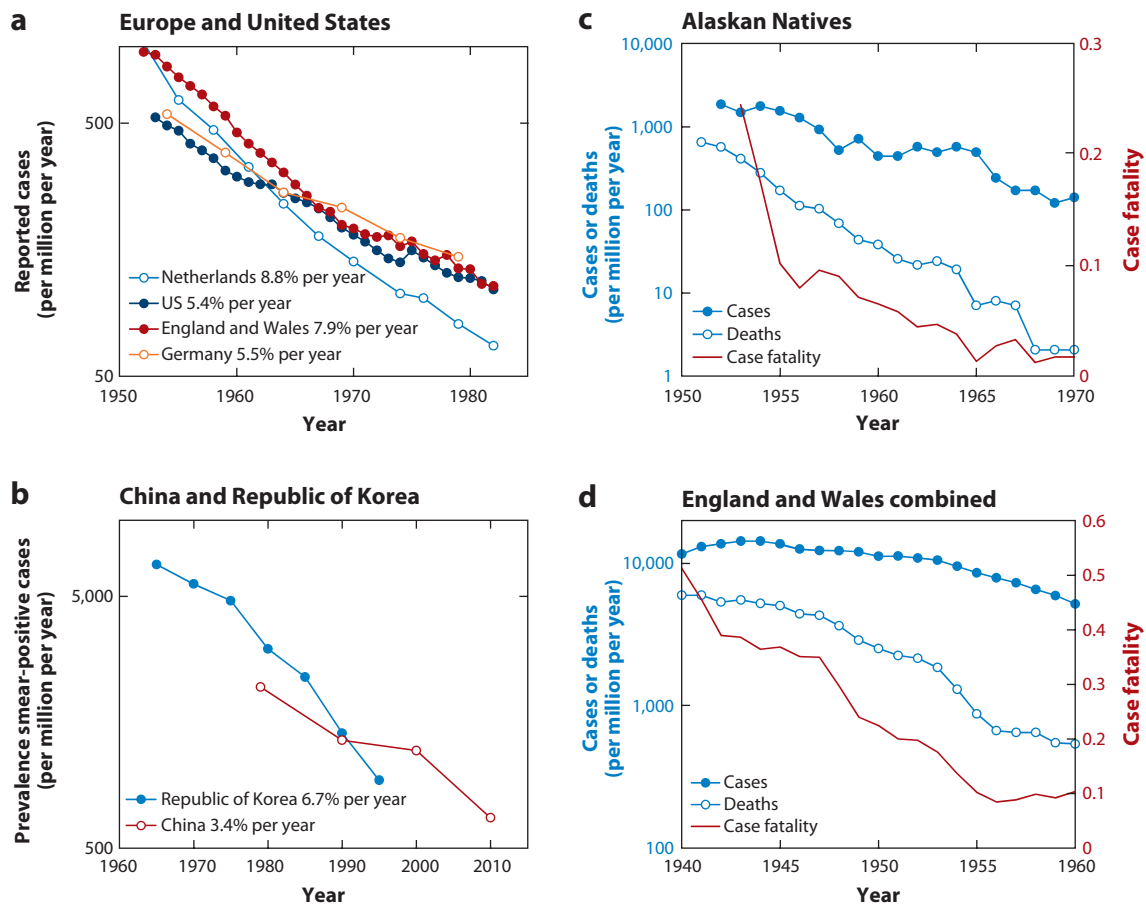 a Europe and United States
Reported cases
(per million per year)
500
50
Netherlands 8.8% per year
US 5.4% per year
England and Wales 7.9% per year
Germany 5.5% per year
1950 1960 1970 1980
Year
c Alaskan Natives
Cases or deaths
(per million per year)
10,000
1,000
100
10
1
Cases
Deaths
Case fatality
0.3
0.2
0.1
0
Case fatality
1950 1955 1960 1965 1970
Year
b China and Republic of Korea
Prevalence smear-positive cases
(per million per year)
5,000
500
Republic of Korea 6.7% per year
China 3.4% per year
1960 1970 1980 1990 2000 2010
Year
d England and Wales combined
Cases or deaths
(per million per year)
10,000
1,000
100
Cases
Deaths
Case fatality
0.6
0.5
0.4
0.3
0.2
0.1
0
Case fatality
1940 1945 1950 1955 1960
Year